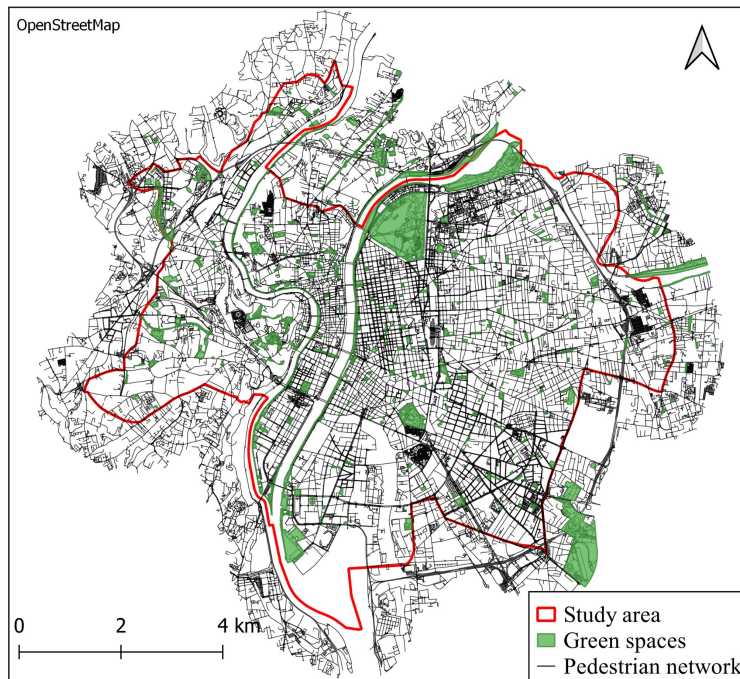 OpenStreetMap
0 2 4 km
Study area
Green spaces
Pedestrian network